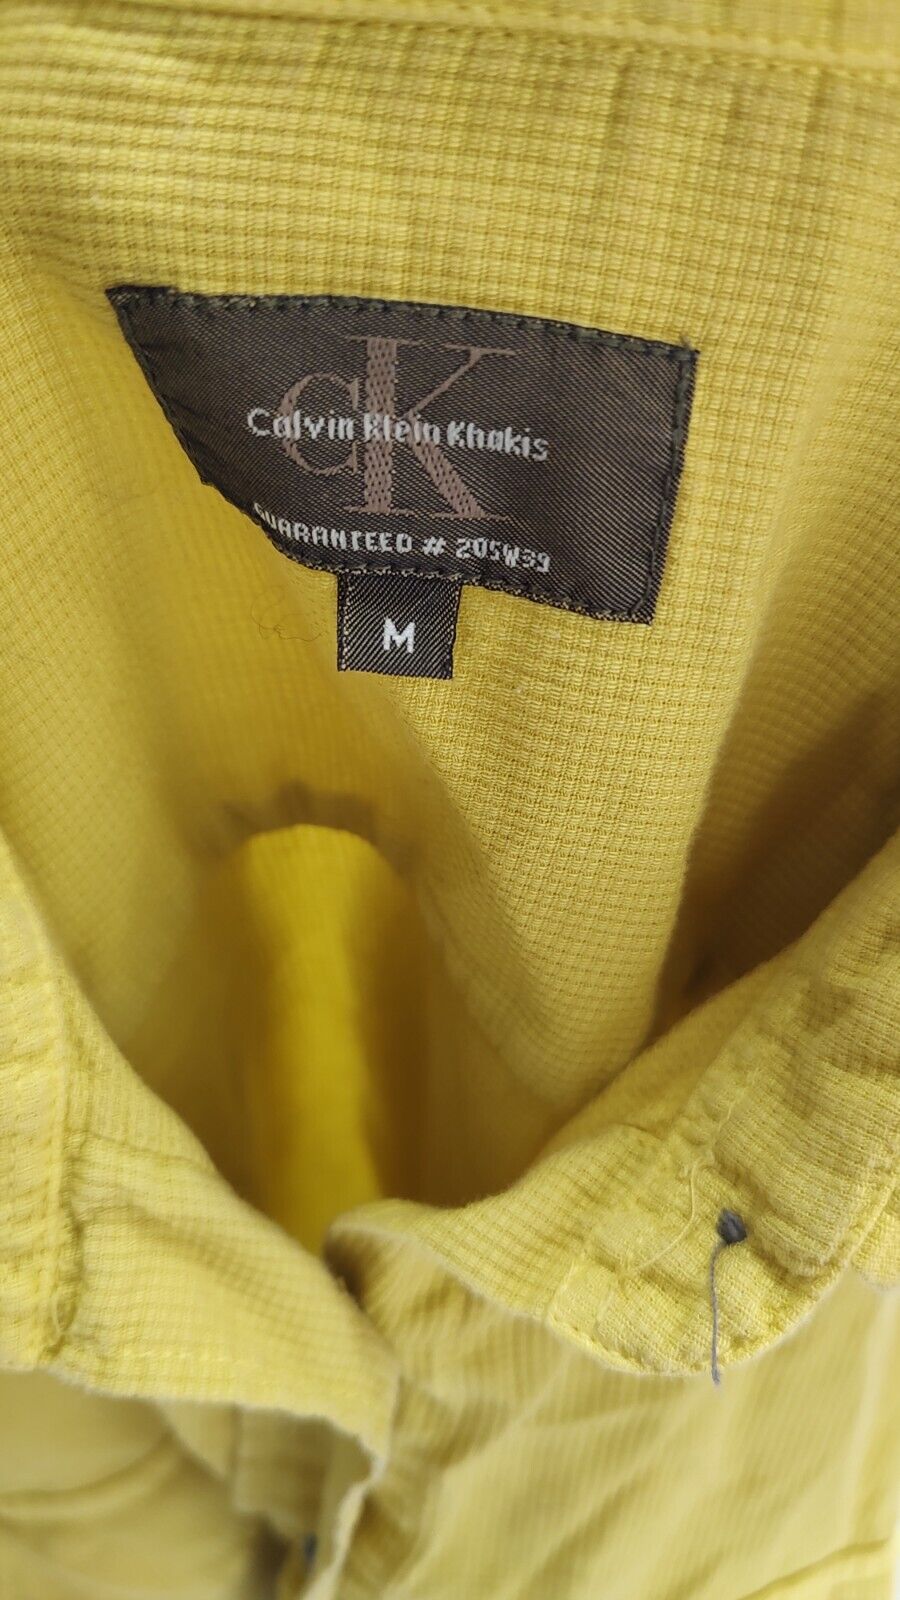 cK
Calvin Klein Khakis
GUARANTEED # 205W39
M